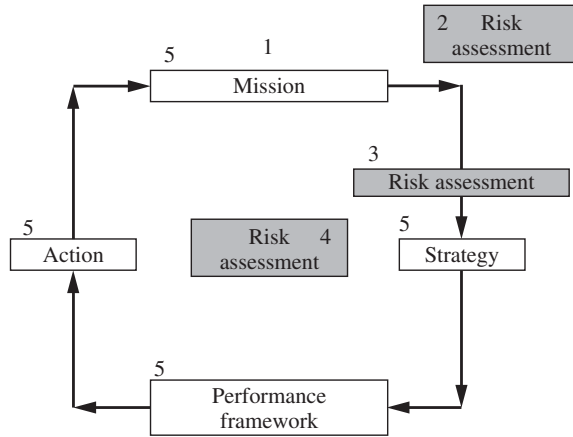 5
1
Mission
2 Risk
assessment
3
Risk assessment
5
Strategy
5
Action
Risk 4
assessment
5
Performance
framework